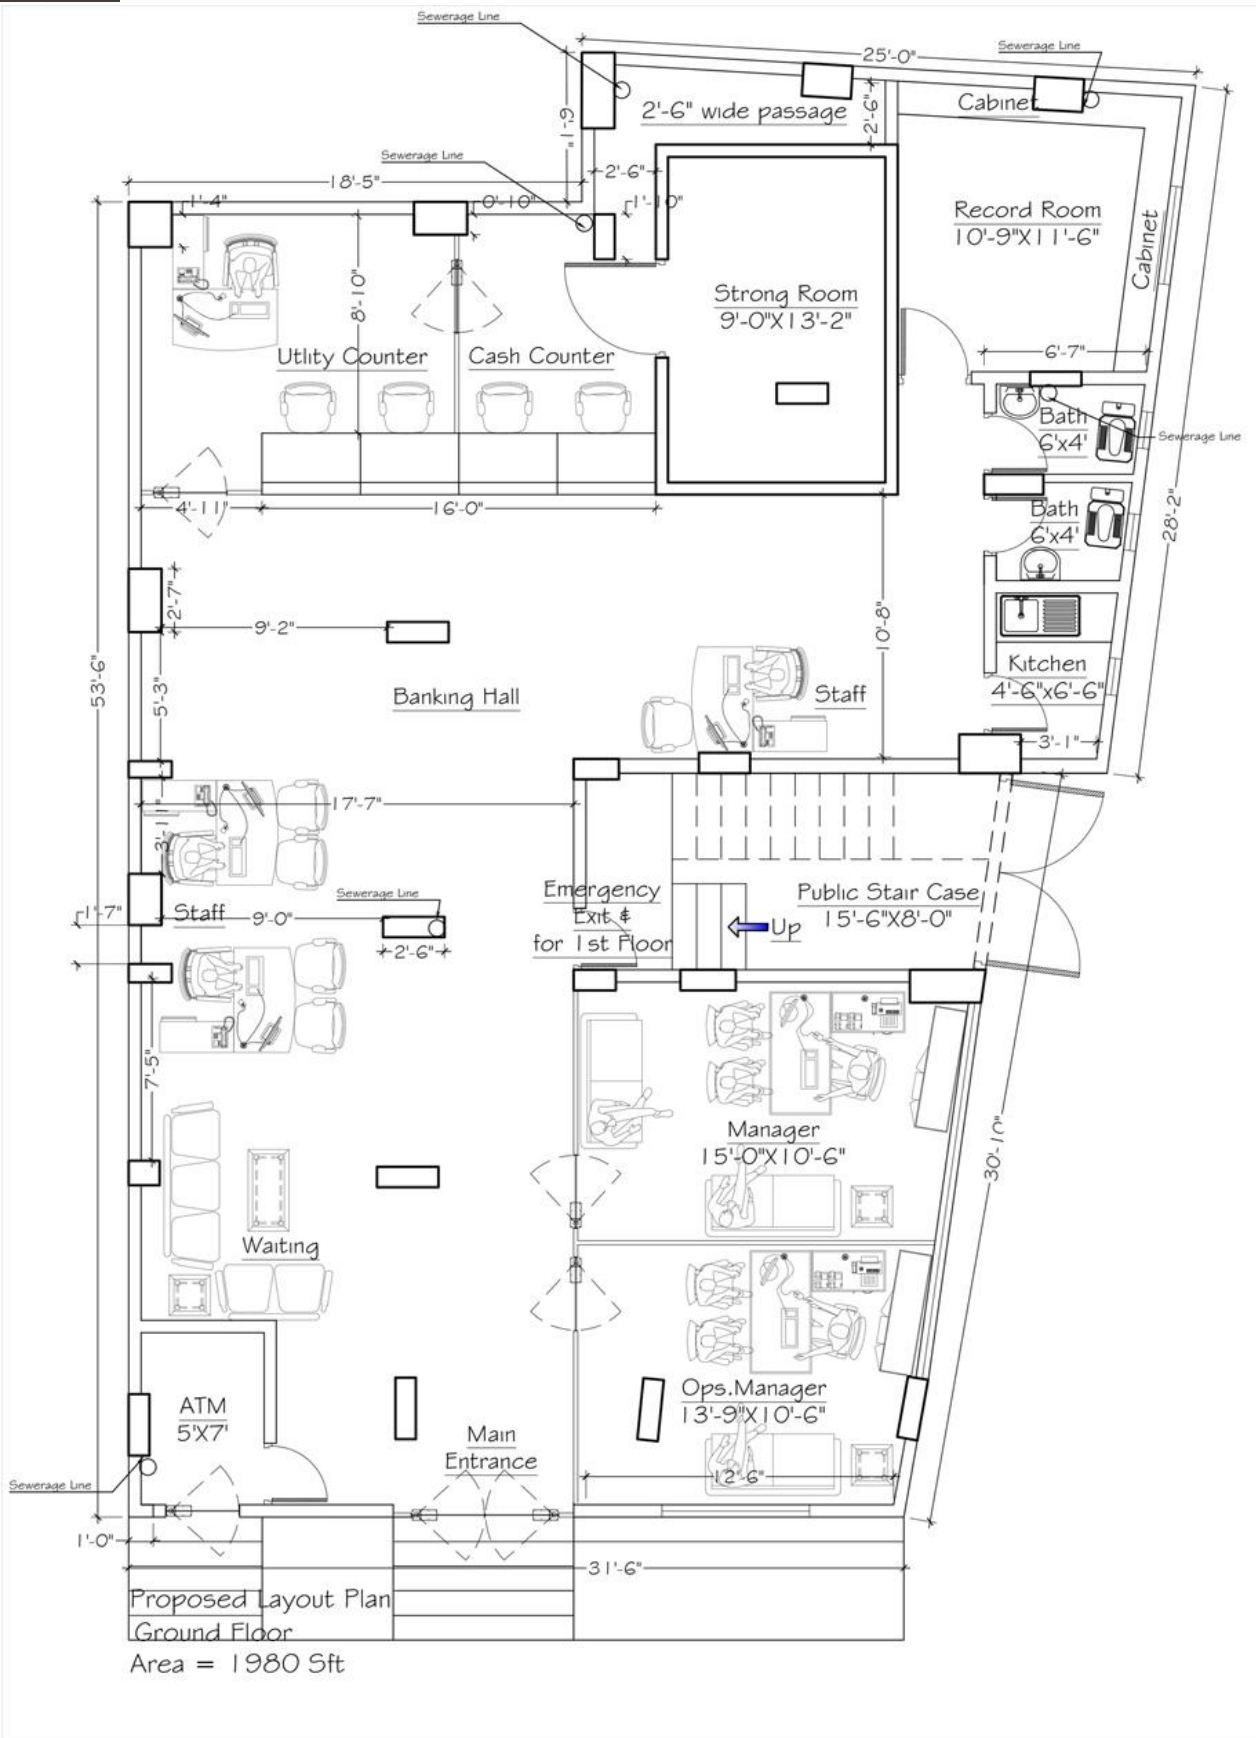 Sewerage Line
25'-0"
Sewerage Line
Cabinet
2'-6" wide passage
2'-6"
1'-9"
Sewerage Line
2'-6"
18'-5"
1'-4"
0'-10"
1'-10"
Record Room
10'-9"X11'-6"
Cabinet
8'-10"
Strong Room
9'-0"X13'-2"
Utlity Counter
Cash Counter
6'-7"
Bath
6'x4'
Sewerage Line
4'-11"
16'-0"
Bath
6'x4'
28'-2"
2'-7"
9'-2"
10'-8"
53'-6"
5'-3"
Banking Hall
Staff
Kitchen
4'-6"x6'-6"
3'-1"
17'-7"
3'-1"
Emergency
Exit &
for 1st Floor
Public Stair Case
15'-6"X8'-0"
Up
Sewerage Line
1'-7"
Staff
9'-0"
2'-6"
7'-5"
30'-10"
Manager
15'-0"X10'-6"
Waiting
Ops.Manager
13'-9"X10'-6"
ATM
5'X7'
Main
Entrance
12'-6"
Sewerage Line
1'-0"
31'-6"
Proposed Layout Plan
Ground Floor
Area = 1980 Sft